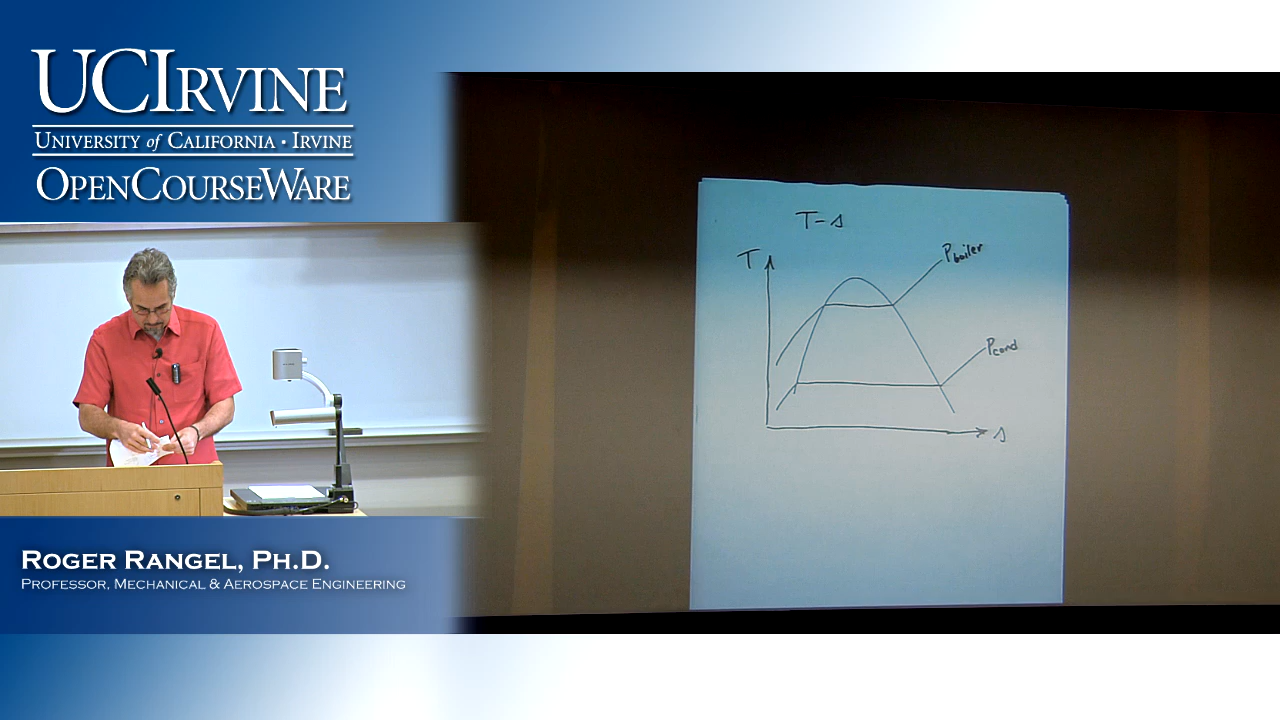 UCIRVINE
UNIVERSITY of CALIFORNIA · IRVINE
OPENCOURSEWARE
T-s
T
Pboiler
Pcond
s
ROGER RANGEL, PH.D.
PROFESSOR, MECHANICAL & AEROSPACE ENGINEERING